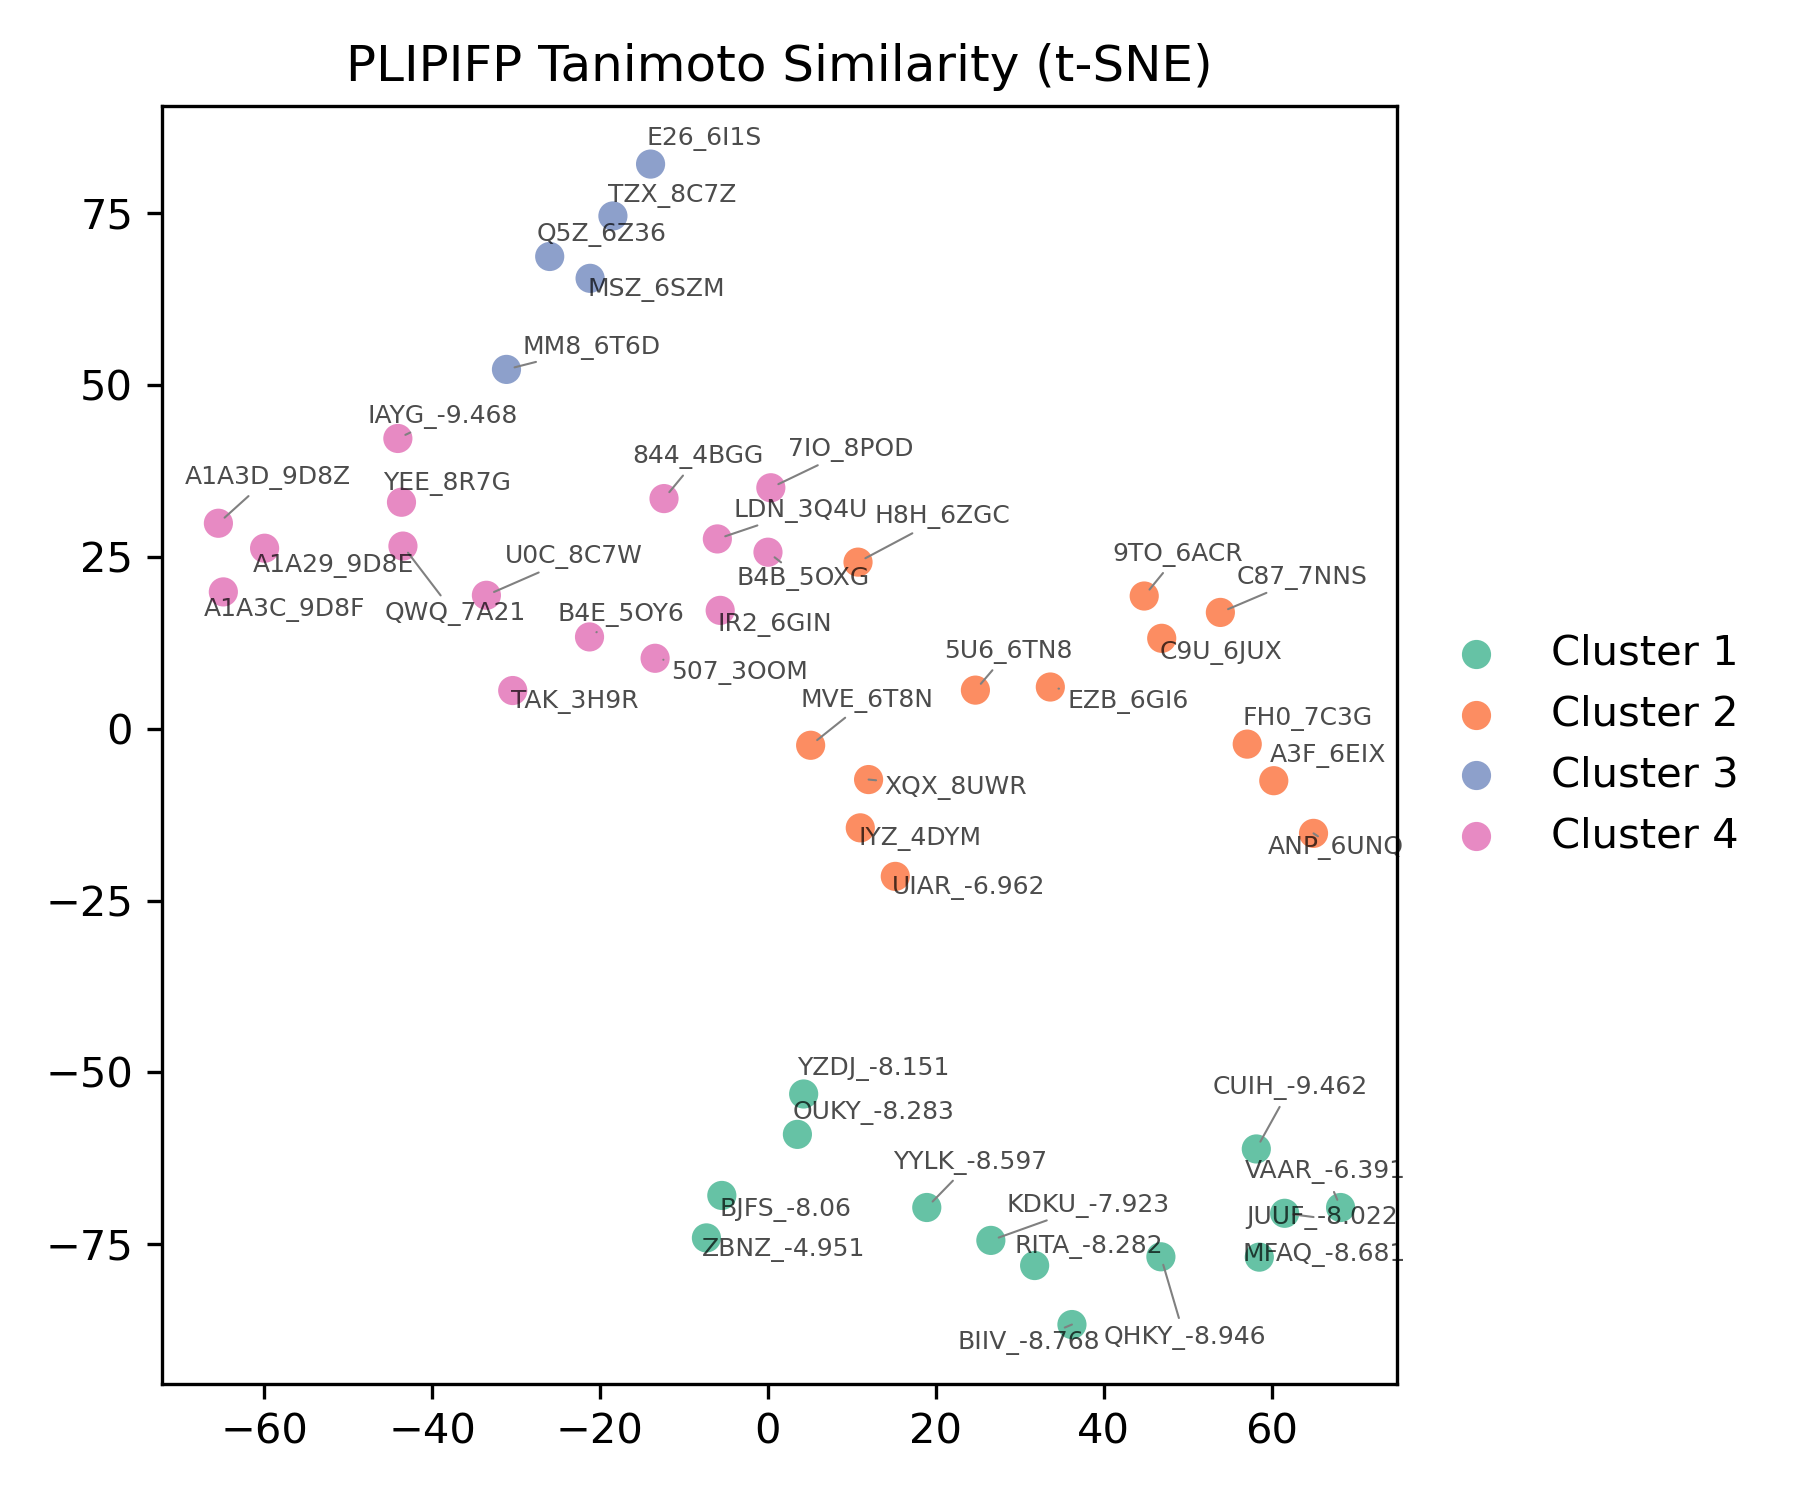 PLIPIFP Tanimoto Similarity (t-SNE)
E26_6I1S
TZX_8C7Z
75
Q5Z_6Z36
MSZ_6SZM
MM8_6T6D
50
IAYG_-9.468
7IO_8POD
844_4BGG
A1A3D_9D8Z
YEE_8R7G
LDN_3Q4U
H8H_6ZGC
U0C_8C7W
9TO_6ACR
25
A1A29_9D8E
B4B_5OXG
C87_7NNS
A1A3C_9D8F
QWQ_7A21
B4E_5OY6
IR2_6GIN
5U6_6TN8
C9U_6JUX
507_3OOM
TAK_3H9R
MVE_6T8N
EZB_6GI6
FH0_7C3G
0
A3F_6EIX
XQX_8UWR
IYZ_4DYM
ANP_6UNQ
UIAR_-6.962
−25
−50
YZDJ_-8.151
CUIH_-9.462
OUKY_-8.283
YYLK_-8.597
VAAR_-6.391
BJFS_-8.06
KDKU_-7.923
JUUF_-8.022
−75
ZBNZ_-4.951
RITA_-8.282
MFAQ_-8.681
BIIV_-8.768
QHKY_-8.946
−60
−40
−20
0
20
40
60
Cluster 1
Cluster 2
Cluster 3
Cluster 4